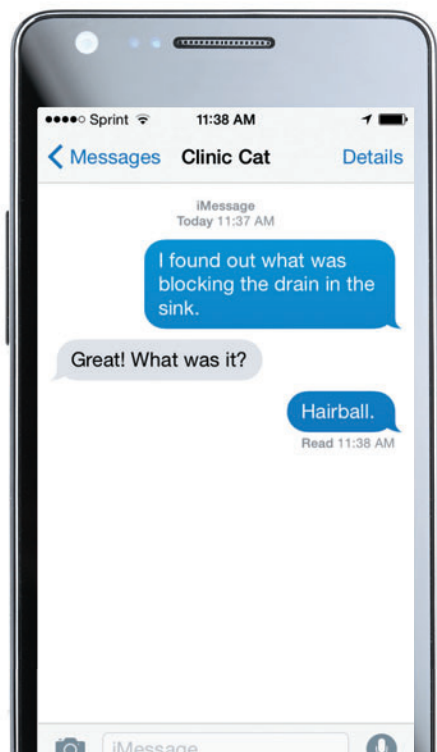 Sprint 11:38 AM
Messages Clinic Cat Details
iMessage
Today 11:37 AM
I found out what was
blocking the drain in the
sink.
Great! What was it?
Hairball.
Read 11:38 AM
iMessage